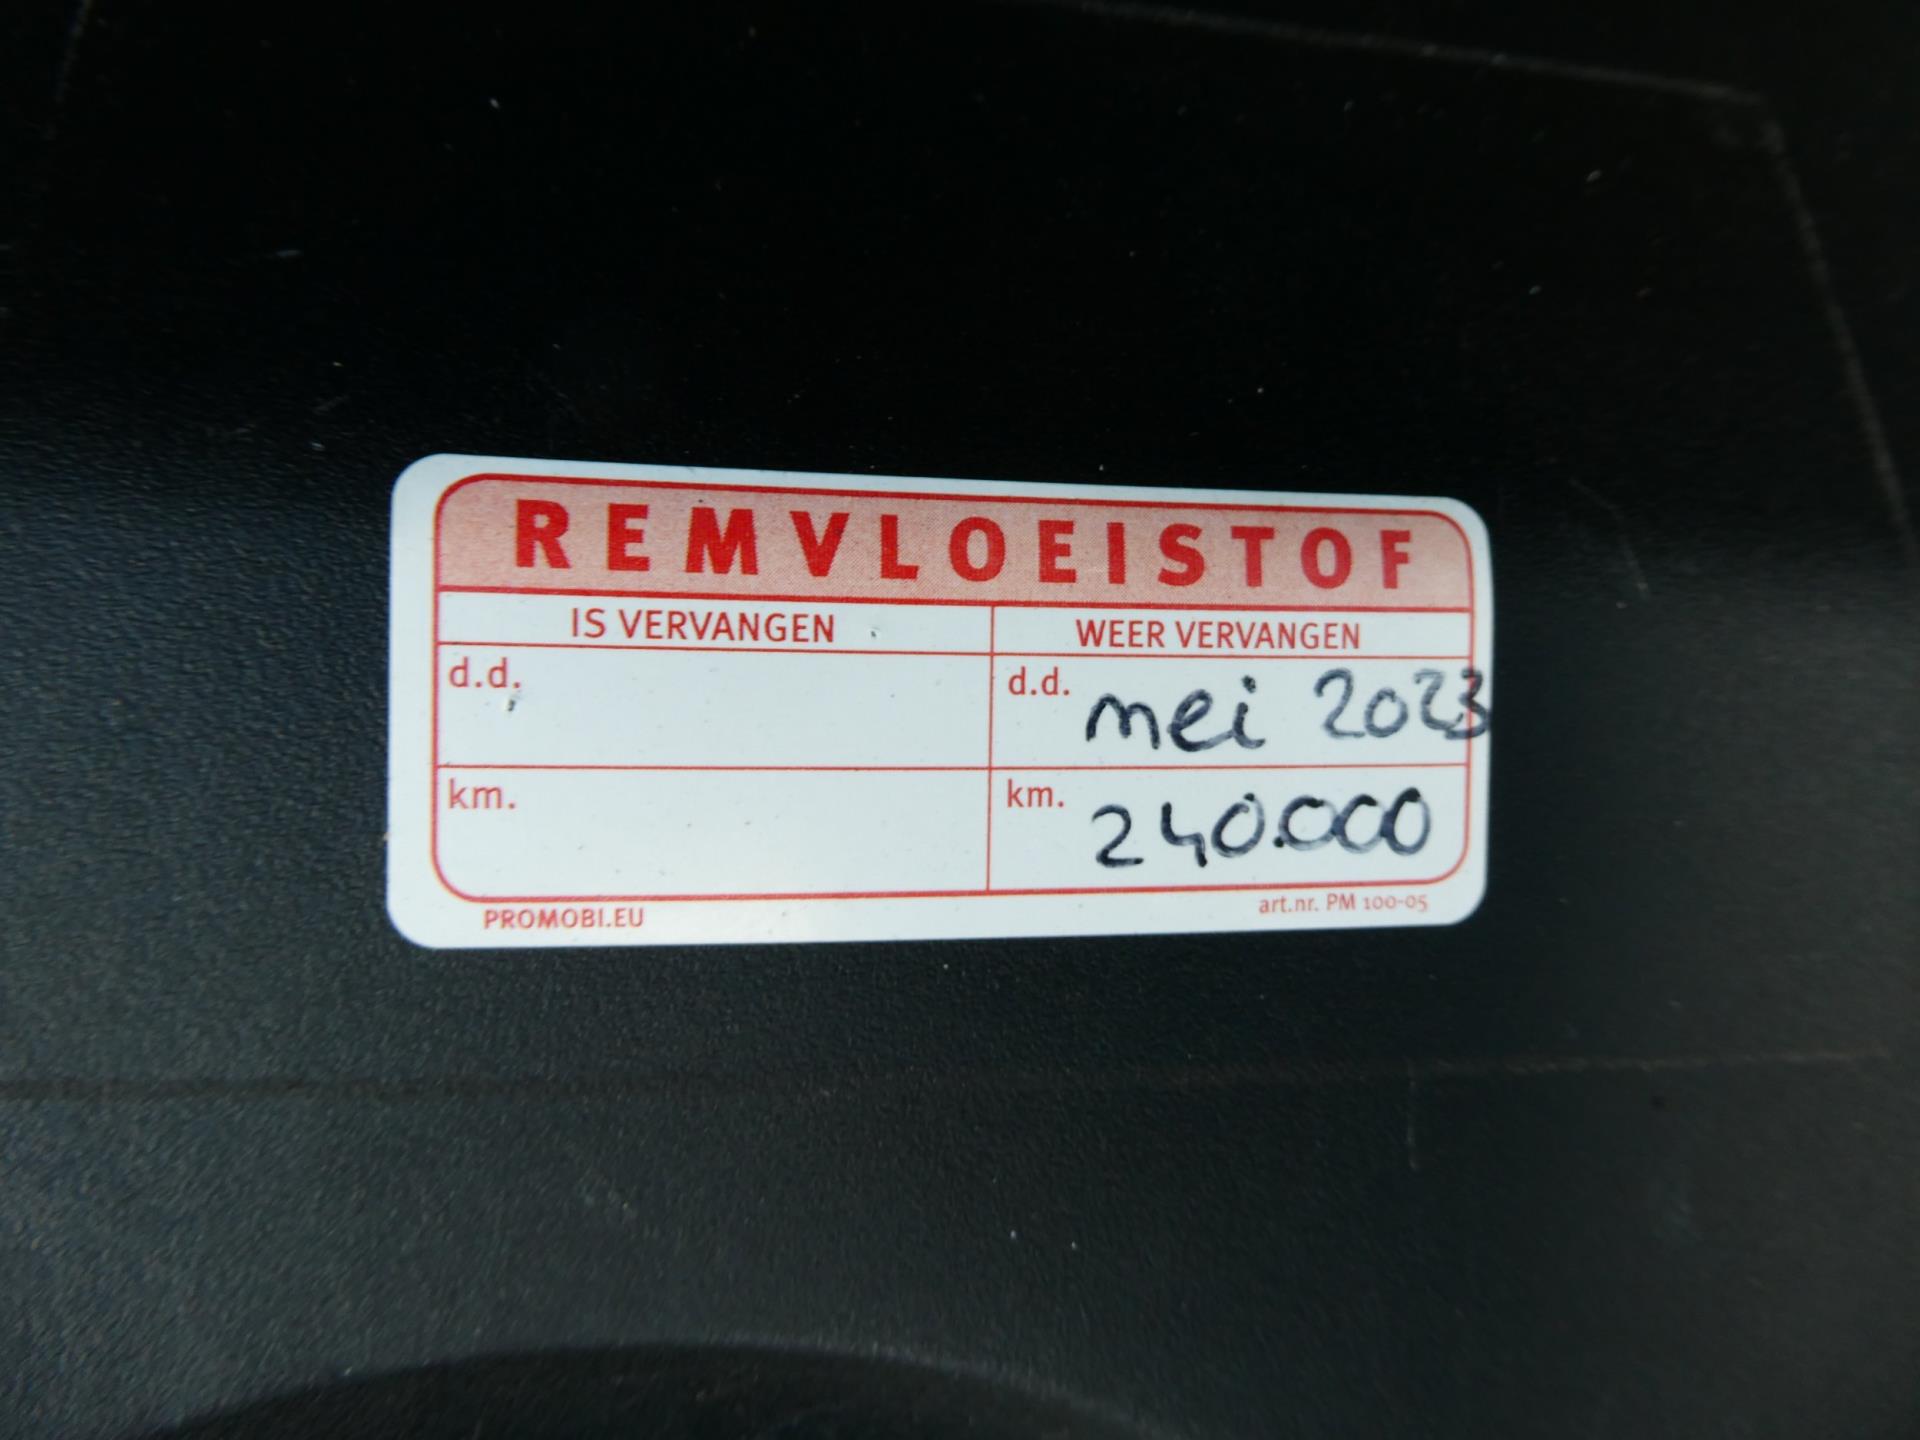 REMVLOEISTOF
IS VERVANGEN
WEER VERVANGEN
d.d.
d.d. mei 2023
km.
km. 240.000
PROMOBI.EU
art.nr. PM 100-05